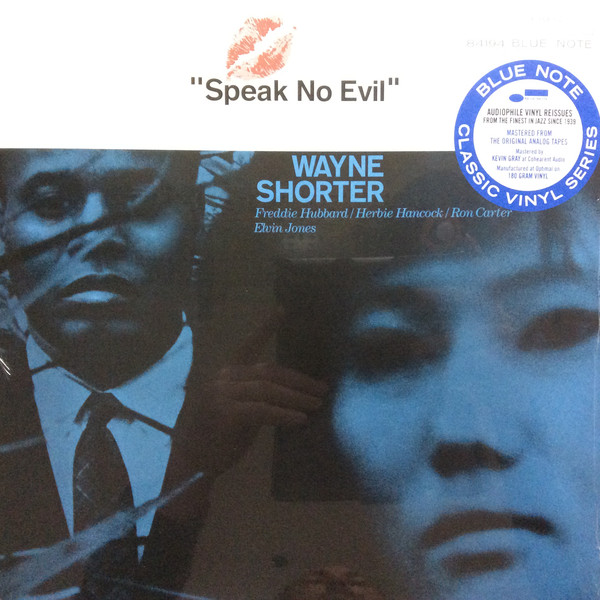 "Speak No Evil"
84194 BLUE NOTE
BLUE NOTE
AUDIOPHILE VINYL REISSUES
FROM THE FINEST IN JAZZ SINCE 1939
MASTERED FROM
THE ORIGINAL ANALOG TAPES
Mastered by
KEVIN GRAY at Cohearent Audio
Manufactured at Optimal on
180 GRAM VINYL
CLASSIC VINYL SERIES
WAYNE
SHORTER
Freddie Hubbard / Herbie Hancock / Ron Carter
Elvin Jones